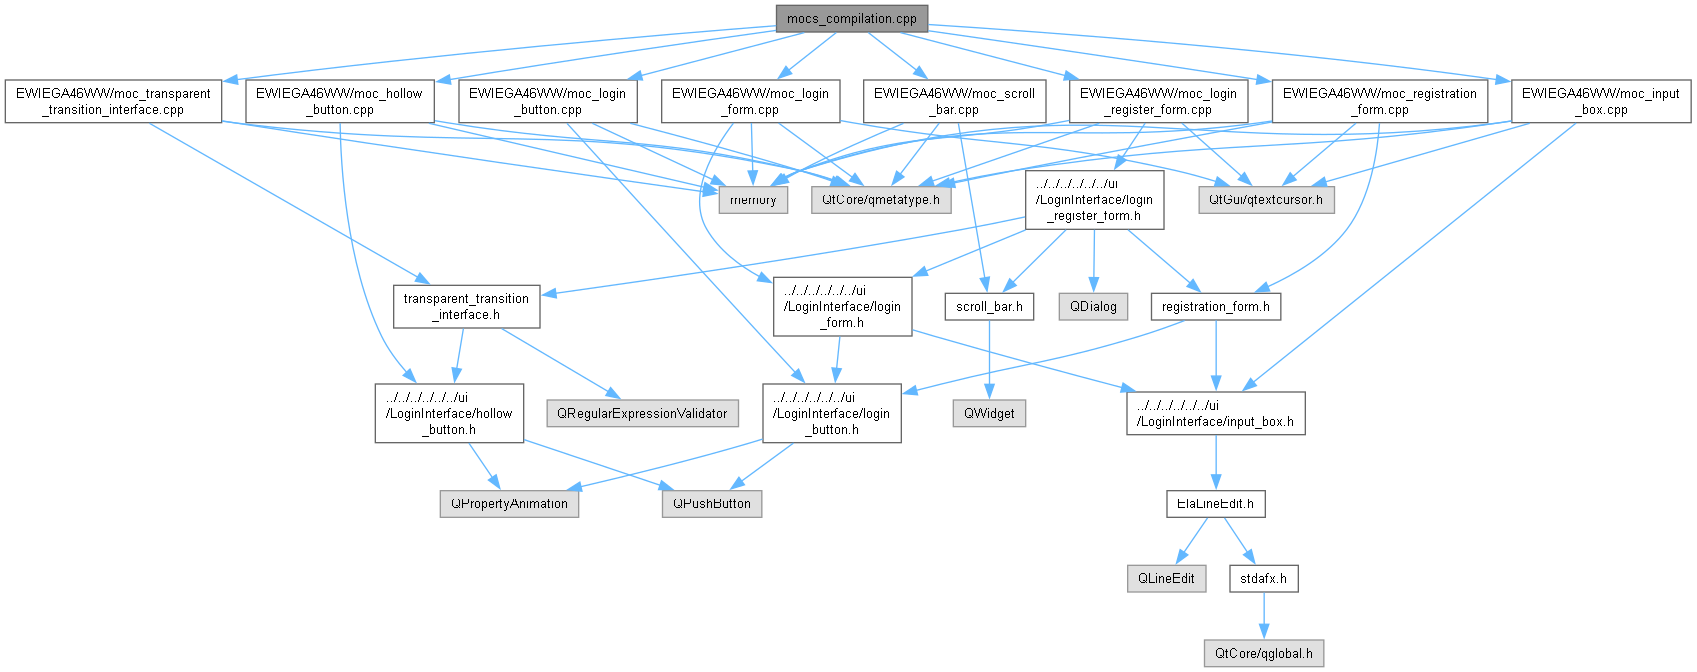 mocs_compilation.cpp
EWIEGA46WW/moc_transparent
_transition_interface.cpp
EWIEGA46WW/moc_hollow
_button.cpp
EWIEGA46WW/moc_login
_button.cpp
EWIEGA46WW/moc_login
_form.cpp
EWIEGA46WW/moc_scroll
_bar.cpp
EWIEGA46WW/moc_login
_register_form.cpp
EWIEGA46WW/moc_registration
_form.cpp
EWIEGA46WW/moc_input
_box.cpp
memory
QtCore/qmetatype.h
../../../../../../ui
/LoginInterface/login
_register_form.h
QtGui/qtextcursor.h
transparent_transition
_interface.h
../../../../../../ui
/LoginInterface/login
_form.h
scroll_bar.h
QDialog
registration_form.h
../../../../../../ui
/LoginInterface/hollow
_button.h
QRegularExpressionValidator
../../../../../../ui
/LoginInterface/login
_button.h
QWidget
../../../../../../ui
/LoginInterface/input_box.h
QPropertyAnimation
QPushButton
ElaLineEdit.h
QLineEdit
stdafx.h
QtCore/qglobal.h